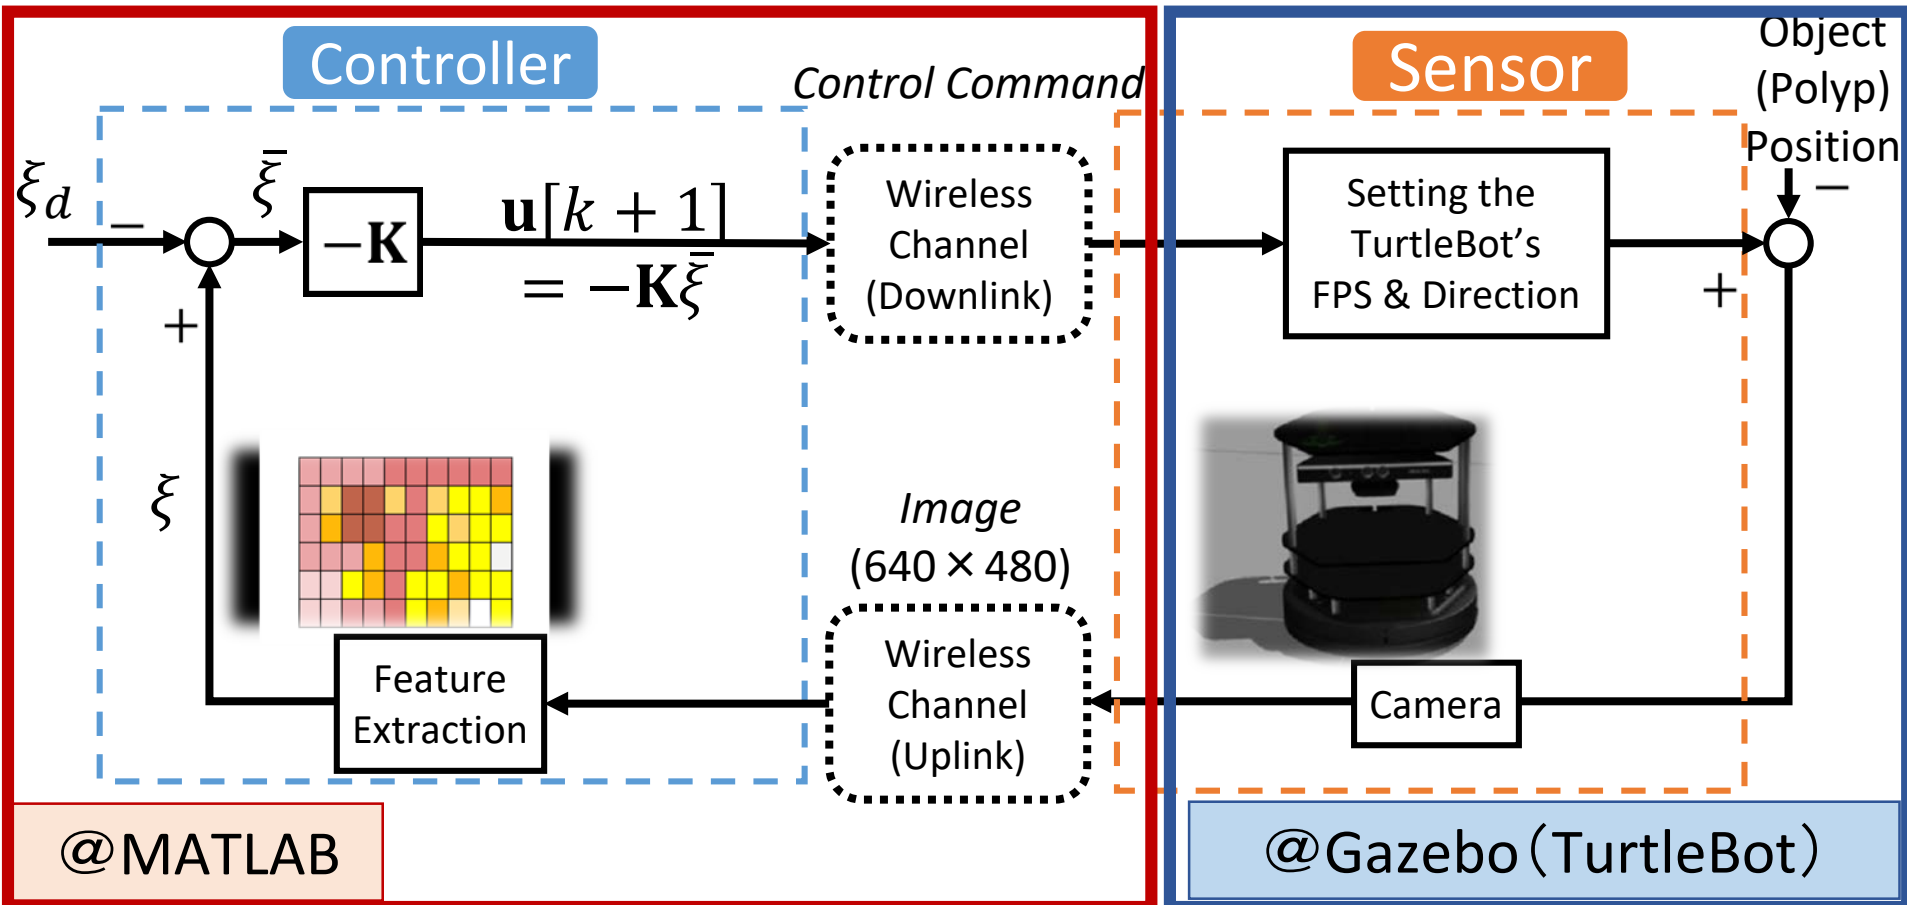 Controller
Control Command
Sensor
Object
(Polyp)
Position
ξ_d
−
ξ̄
−K
u[k + 1]
= −Kξ̄
Wireless
Channel
(Downlink)
Setting the
TurtleBot’s
FPS & Direction
−
+
+
ξ
Image
(640×480)
Feature
Extraction
Wireless
Channel
(Uplink)
Camera
@MATLAB
@Gazebo(TurtleBot)